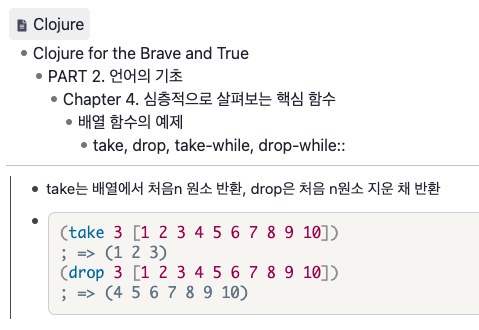 Clojure
Clojure for the Brave and True
PART 2. 언어의 기초
Chapter 4. 심층적으로 살펴보는 핵심 함수
배열 함수의 예제
take, drop, take-while, drop-while::
take는 배열에서 처음n 원소 반환, drop은 처음 n원소 지운 채 반환
(take 3 [1 2 3 4 5 6 7 8 9 10])
; => (1 2 3)
(drop 3 [1 2 3 4 5 6 7 8 9 10])
; => (4 5 6 7 8 9 10)